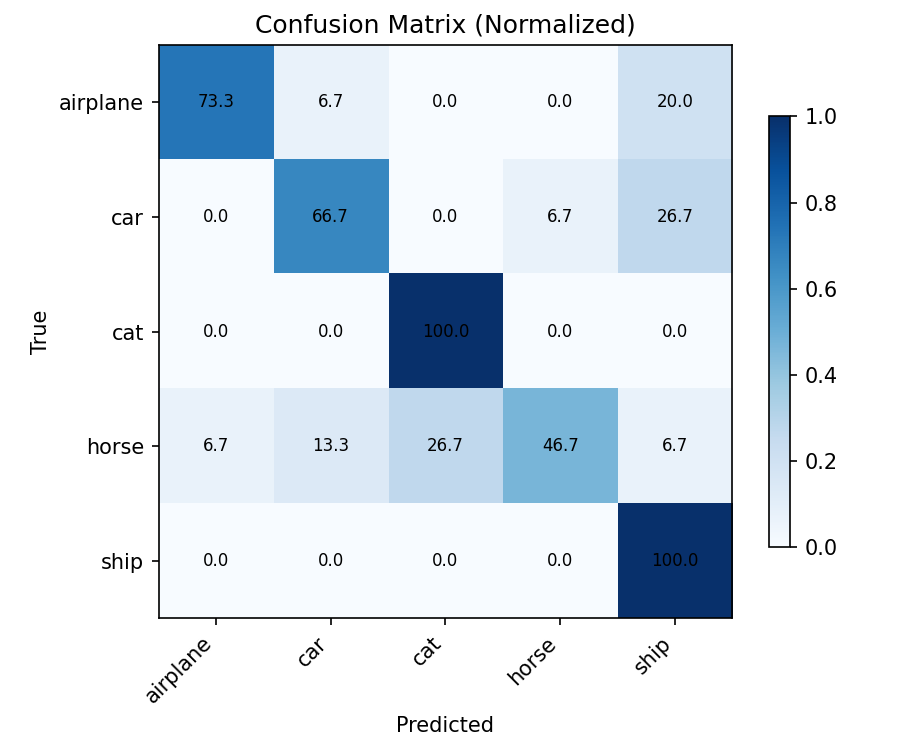 Confusion Matrix (Normalized)
airplane 73.3 6.7 0.0 0.0 20.0
car 0.0 66.7 0.0 6.7 26.7
cat 0.0 0.0 100.0 0.0 0.0
horse 6.7 13.3 26.7 46.7 6.7
ship 0.0 0.0 0.0 0.0 100.0
airplane car cat horse ship
Predicted
True
1.0
0.8
0.6
0.4
0.2
0.0